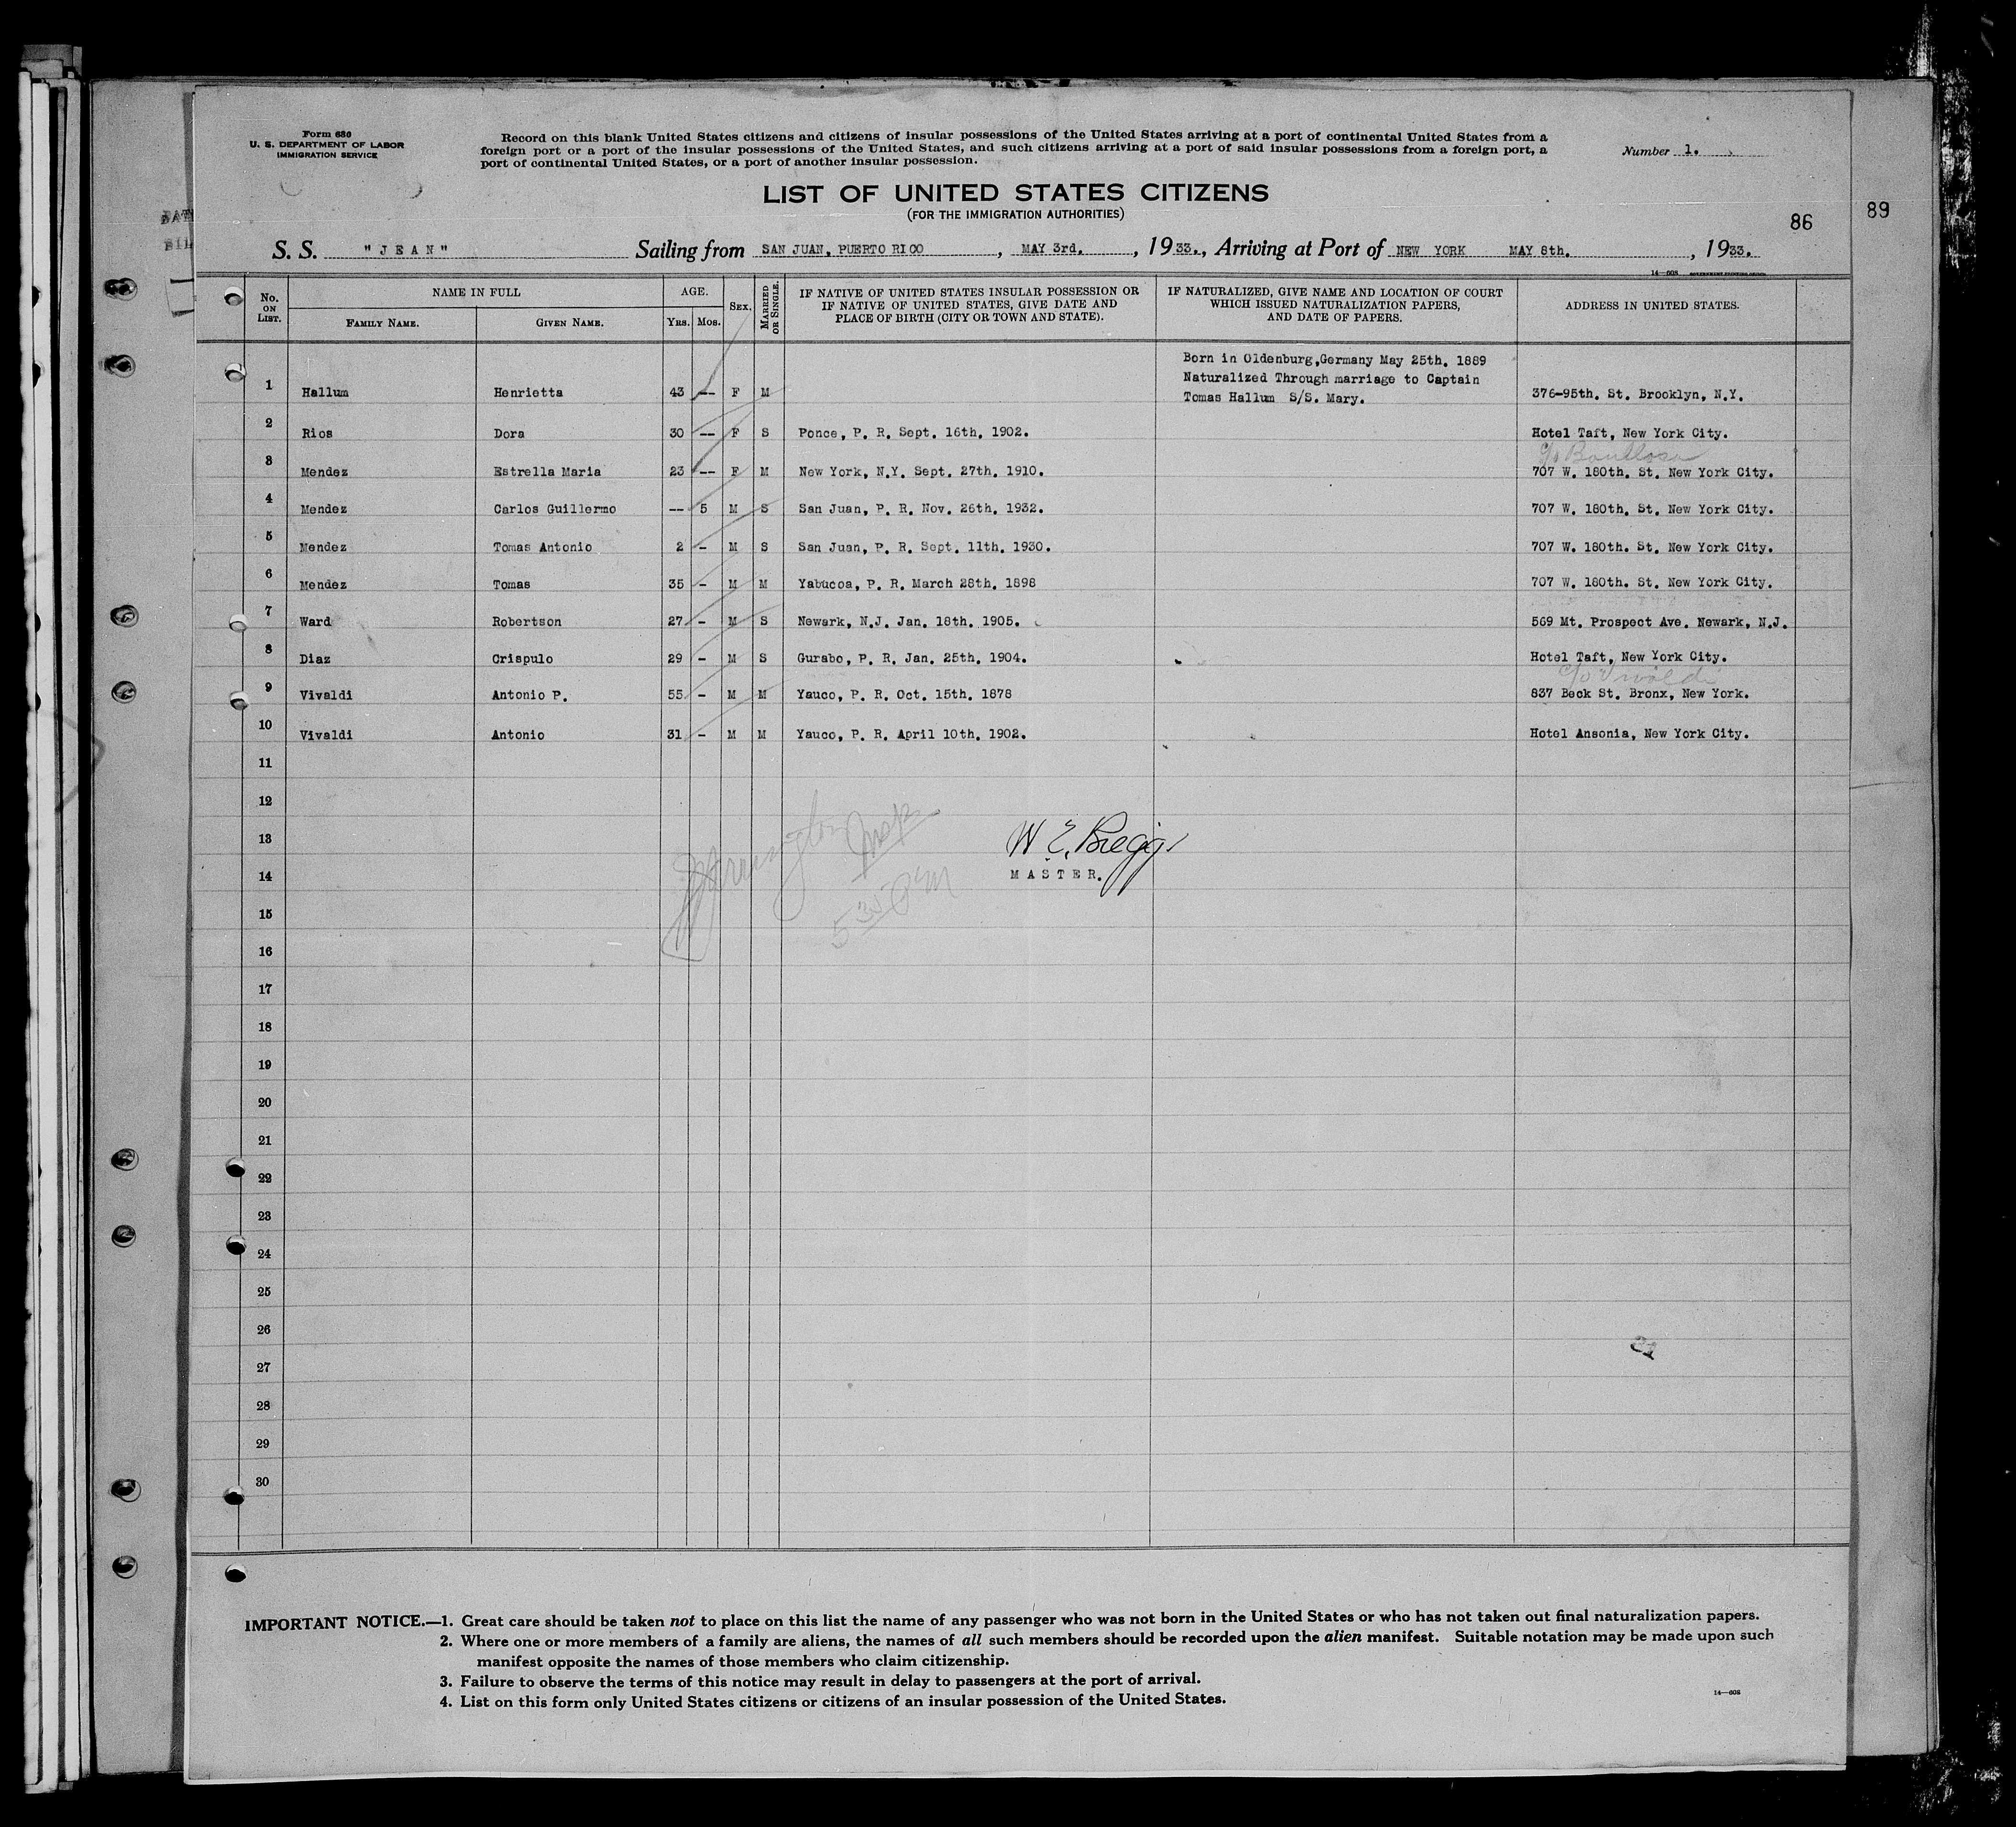 Form 630
U. S. DEPARTMENT OF LABOR
IMMIGRATION SERVICE
Record on this blank United States citizens and citizens of insular possessions of the United States arriving at a port of continental United States from a
foreign port or a port of the insular possessions of the United States, and such citizens arriving at a port of said insular possessions from a foreign port, a
port of continental United States, or a port of another insular possession.
Number 1.
LIST OF UNITED STATES CITIZENS
(FOR THE IMMIGRATION AUTHORITIES)
86
89
S. S. "JEAN" Sailing from SAN JUAN, PUERTO RICO, MAY 3rd., 1933., Arriving at Port of NEW YORK MAY 8th., 1933.
14—608 GOVERNMENT PRINTING OFFICE
No. ON LIST. NAME IN FULL AGE. SEX. MARRIED OR SINGLE. IF NATIVE OF UNITED STATES INSULAR POSSESSION OR IF NATIVE OF UNITED STATES, GIVE DATE AND PLACE OF BIRTH (CITY OR TOWN AND STATE). IF NATURALIZED, GIVE NAME AND LOCATION OF COURT WHICH ISSUED NATURALIZATION PAPERS, AND DATE OF PAPERS. ADDRESS IN UNITED STATES.
FAMILY NAME. GIVEN NAME. YRS. MOS.
Born in Oldenburg,Germany May 25th. 1889
Naturalized Through marriage to Captain
1 Hallum Henrietta 43 -- F M Tomas Hallum S/S. Mary. 376-95th. St. Brooklyn, N.Y.
2 Rios Dora 30 -- F S Ponce, P. R. Sept. 16th. 1902. Hotel Taft, New York City.
c/o
3 Mendez Estrella Maria 23 -- F M New York, N.Y. Sept. 27th. 1910. 707 W. 180th. St. New York City.
4 Mendez Carlos Guillermo -- 5 M S San Juan, P. R. Nov. 26th. 1932. 707 W. 180th. St. New York City.
5 Mendez Tomas Antonio 2 - M S San Juan, P. R. Sept. 11th. 1930. 707 W. 180th. St. New York City.
6 Mendez Tomas 35 - M M Yabucoa, P. R. March 28th. 1898 707 W. 180th. St. New York City.
7 Ward Robertson 27 - M S Newark, N.J. Jan. 18th. 1905. 569 Mt. Prospect Ave. Newark, N.J.
8 Diaz Crispulo 29 - M S Gurabo, P. R. Jan. 25th. 1904. Hotel Taft, New York City.
c/o Vivaldi
9 Vivaldi Antonio P. 55 - M M Yauco, P. R. Oct. 15th. 1878 837 Beck St. Bronx, New York.
10 Vivaldi Antonio 31 - M M Yauco, P. R. April 10th. 1902. Hotel Ansonia, New York City.
11
12
13 W. E. Bregg
14 MASTER.
5 30 PM
15
16
17
18
19
20
21
22
23
24
25
26
27
28
29
30
IMPORTANT NOTICE.—1. Great care should be taken not to place on this list the name of any passenger who was not born in the United States or who has not taken out final naturalization papers.
2. Where one or more members of a family are aliens, the names of all such members should be recorded upon the alien manifest. Suitable notation may be made upon such
manifest opposite the names of those members who claim citizenship.
3. Failure to observe the terms of this notice may result in delay to passengers at the port of arrival.
4. List on this form only United States citizens or citizens of an insular possession of the United States.
14—608